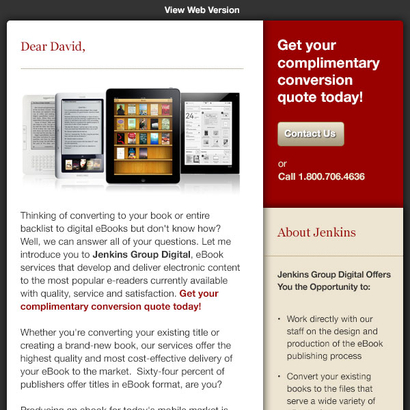 View Web Version
Dear David,
Thinking of converting to your book or entire
backlist to digital eBooks but don't know how?
Well, we can answer all of your questions. Let me
introduce you to Jenkins Group Digital, eBook
services that develop and deliver electronic content
to the most popular e-readers currently available
with quality, service and satisfaction. Get your
complimentary conversion quote today!
Whether you're converting your existing title or
creating a brand-new book, our services offer the
highest quality and most cost-effective delivery of
your eBook to the market.  Sixty-four percent of
publishers offer titles in eBook format, are you?
Producing an ebook for today's mobile market is
Get your
complimentary
conversion
quote today!
Contact Us
or
Call 1.800.706.4636
About Jenkins
Jenkins Group Digital Offers
You the Opportunity to:
• Work directly with our
staff on the design and
production of the eBook
publishing process
• Convert your existing
books to the files that
serve a wide variety of